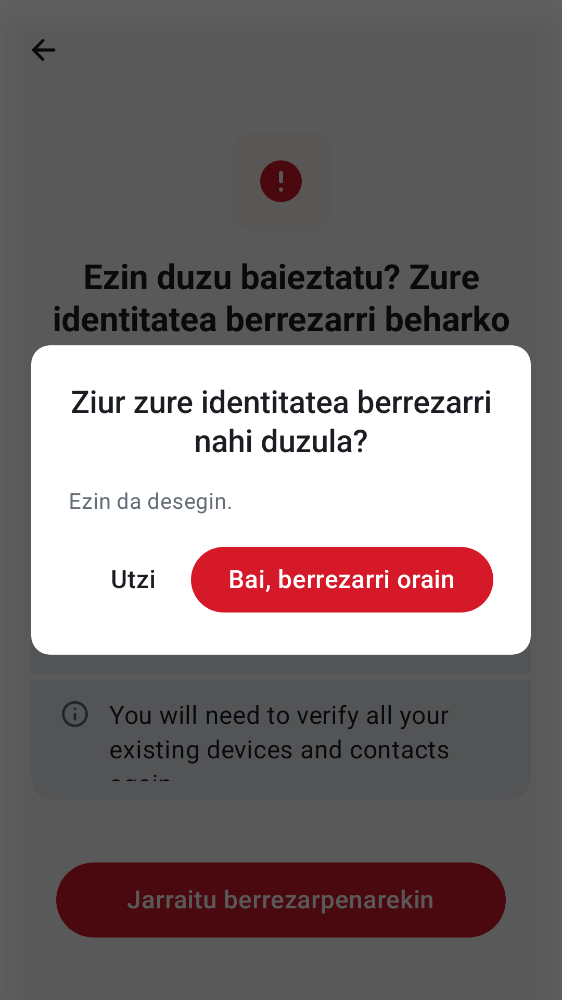 Ezin duzu baieztatu? Zure
identitatea berrezarri beharko
Ziur zure identitatea berrezarri
nahi duzula?
Ezin da desegin.
Utzi
Bai, berrezarri orain
You will need to verify all your
existing devices and contacts
Jarraitu berrezarpenarekin